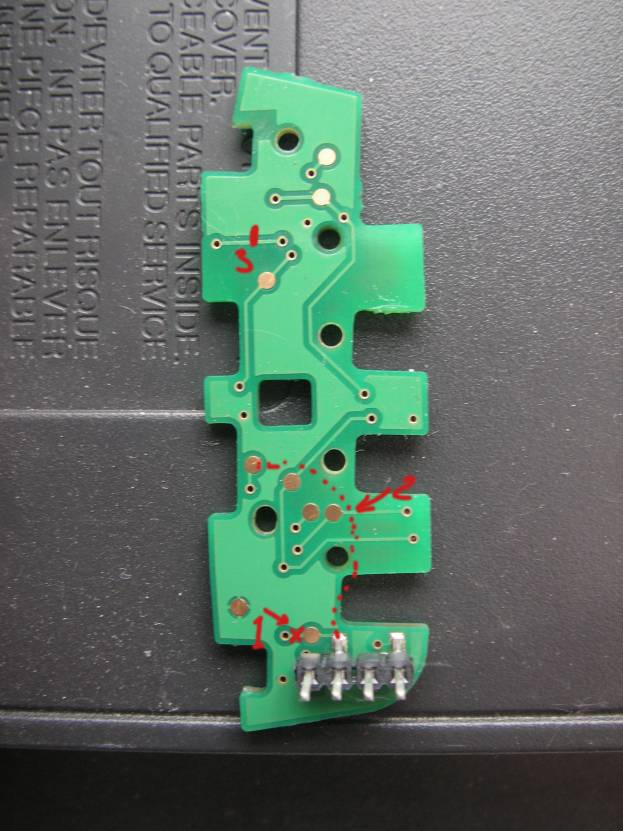 VENT
COVER.
CEABLE PARTS INSIDE.
TO QUALIFIED SERVICE
DEVITER TOUT RISQUE
ON, NE PAS ENLEVER
NE PIECE REPARABLE
3
2
1